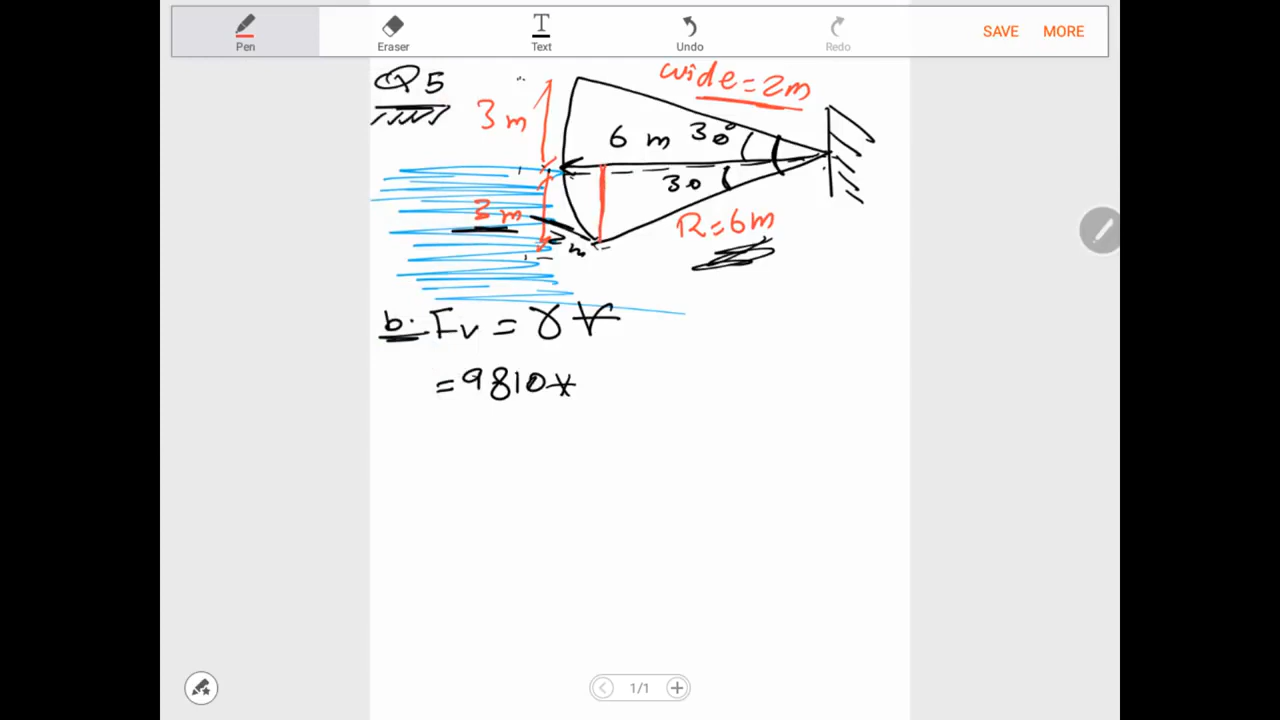 Pen
Eraser
Text
Undo
Redo
SAVE
MORE
Q5
wide = 2m
3 m
6 m 30°
30
3 m
2 m
R = 6m
b. Fv = γ V
= 9810*
1/1